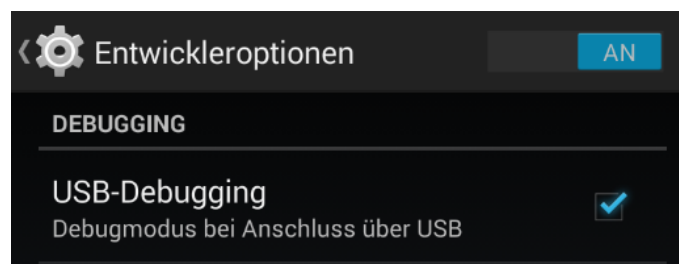 Entwickleroptionen AN
DEBUGGING
USB-Debugging
Debugmodus bei Anschluss über USB